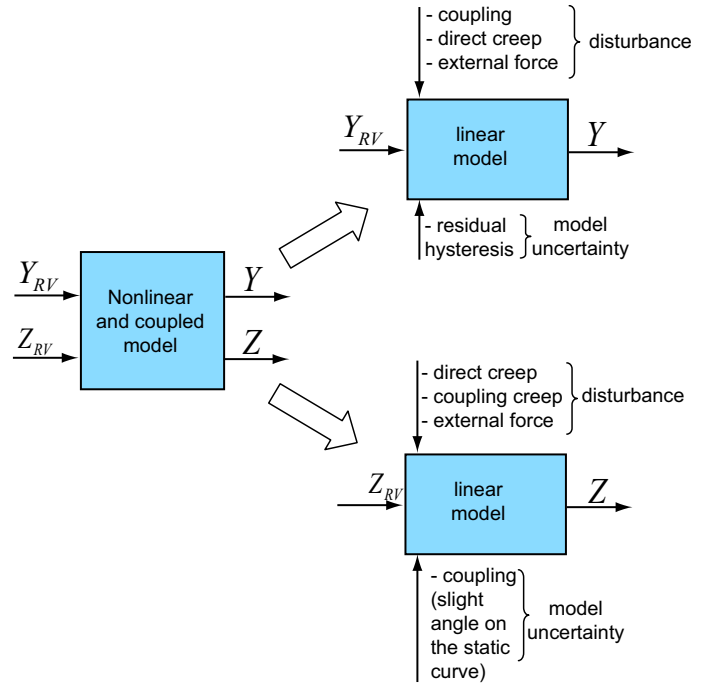 - coupling
- direct creep
- external force
disturbance
Y_RV
linear
model
Y
- residual
hysteresis
model
uncertainty
Y_RV
Z_RV
Nonlinear
and coupled
model
Y
Z
- direct creep
- coupling creep
- external force
disturbance
Z_RV
linear
model
Z
- coupling
(slight
angle on
the static
curve)
model
uncertainty